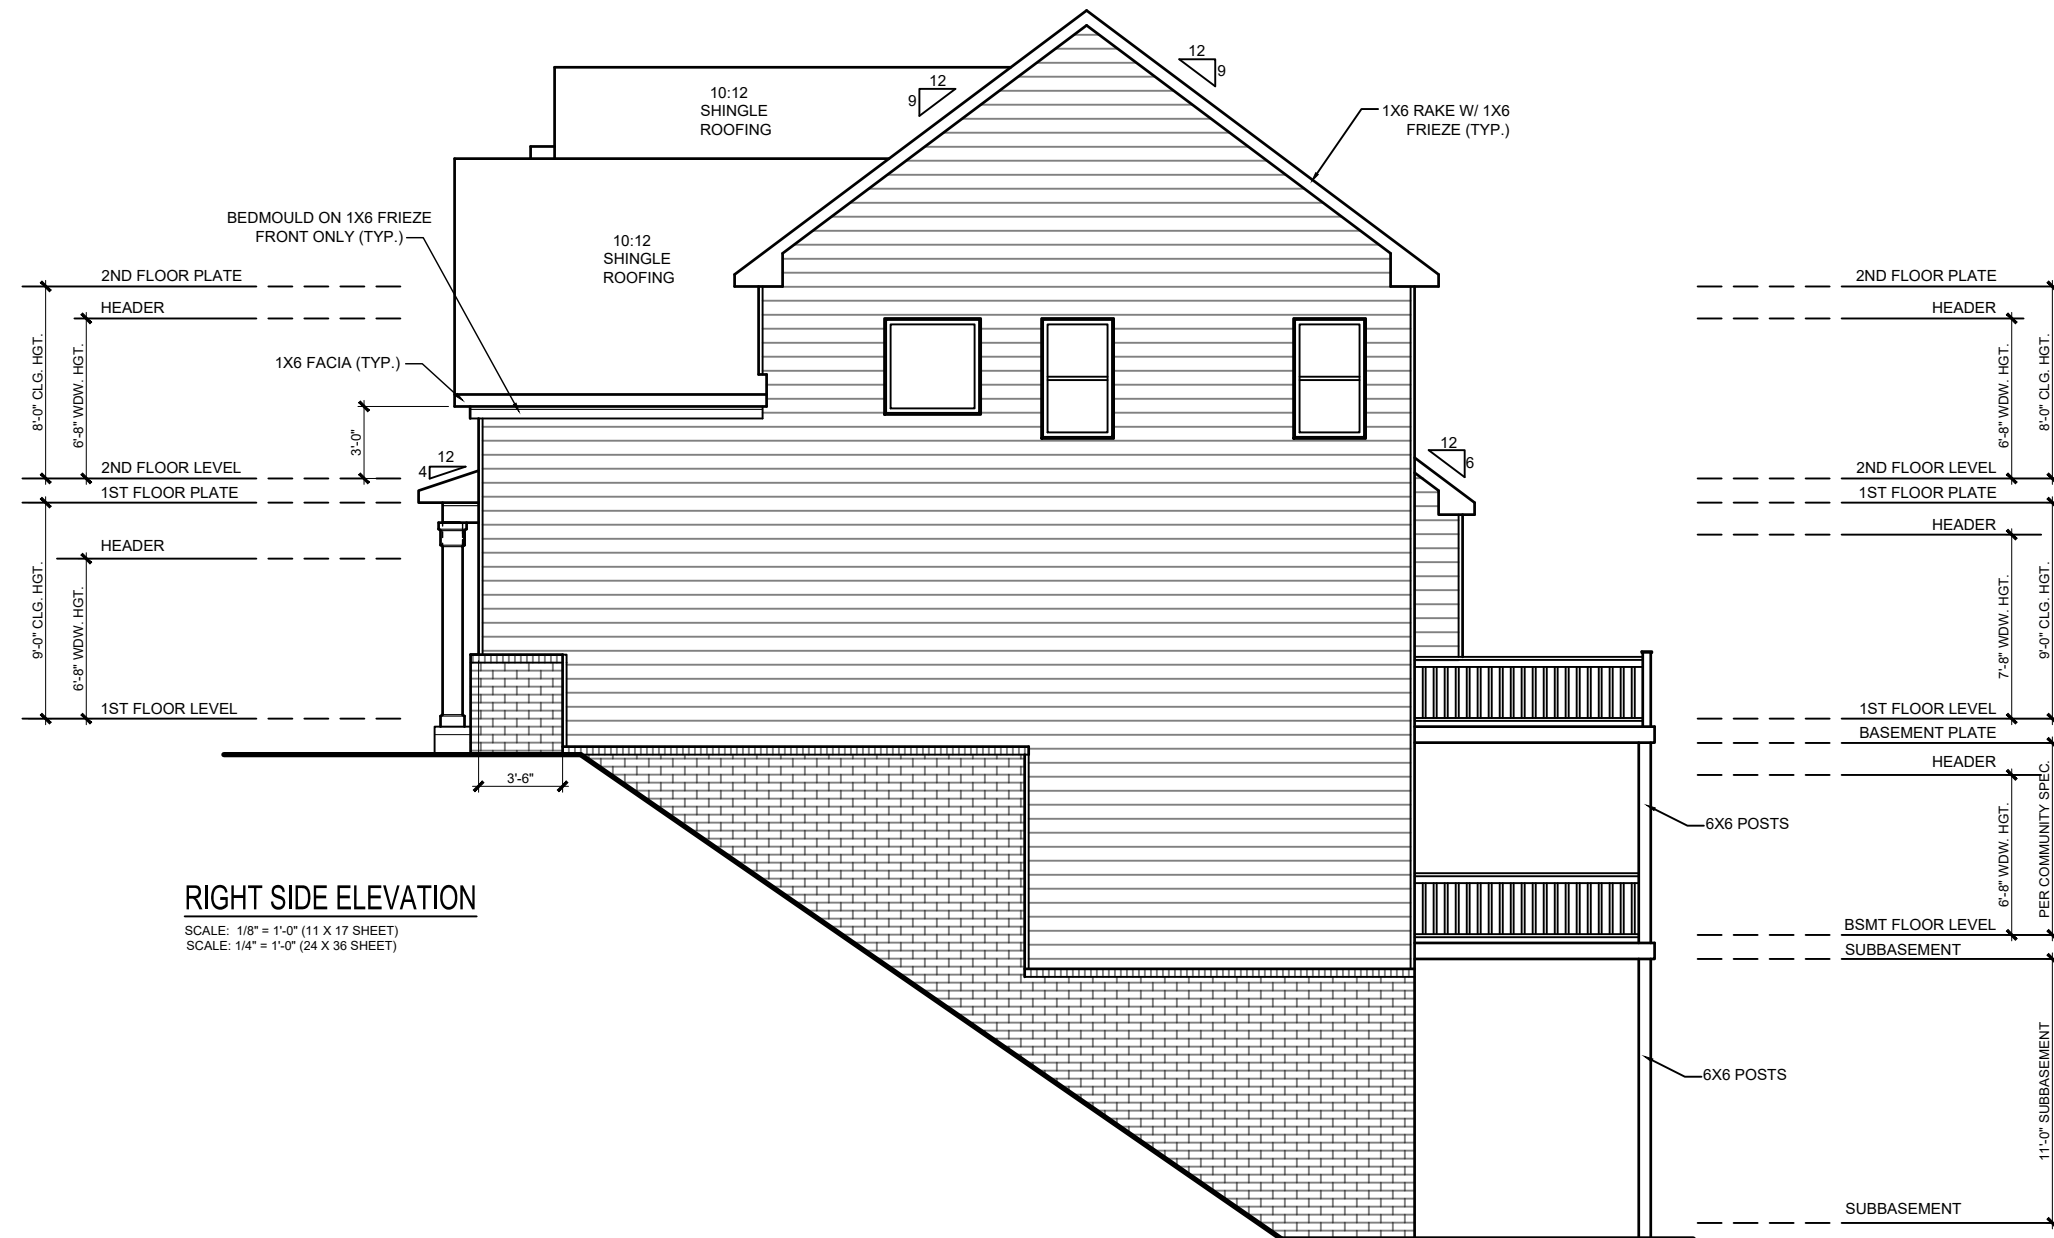 12
9
12
9
10:12
SHINGLE
ROOFING
1X6 RAKE W/ 1X6
FRIEZE (TYP.)
BEDMOULD ON 1X6 FRIEZE
FRONT ONLY (TYP.)
10:12
SHINGLE
ROOFING
2ND FLOOR PLATE
HEADER
1X6 FACIA (TYP.)
8'-0" CLG. HGT.
6'-8" WDW. HGT.
3'-0"
12
4
2ND FLOOR LEVEL
1ST FLOOR PLATE
HEADER
9'-0" CLG. HGT.
6'-8" WDW. HGT.
1ST FLOOR LEVEL
3'-6"
2ND FLOOR PLATE
HEADER
6'-8" WDW. HGT.
8'-0" CLG. HGT.
12
6
2ND FLOOR LEVEL
1ST FLOOR PLATE
HEADER
7'-8" WDW. HGT.
9'-0" CLG. HGT.
1ST FLOOR LEVEL
BASEMENT PLATE
HEADER
6X6 POSTS
6'-8" WDW. HGT.
PER COMMUNITY SPEC.
BSMT FLOOR LEVEL
SUBBASEMENT
6X6 POSTS
11'-0" SUBBASEMENT
SUBBASEMENT
RIGHT SIDE ELEVATION
SCALE: 1/8" = 1'-0" (11 X 17 SHEET)
SCALE: 1/4" = 1'-0" (24 X 36 SHEET)